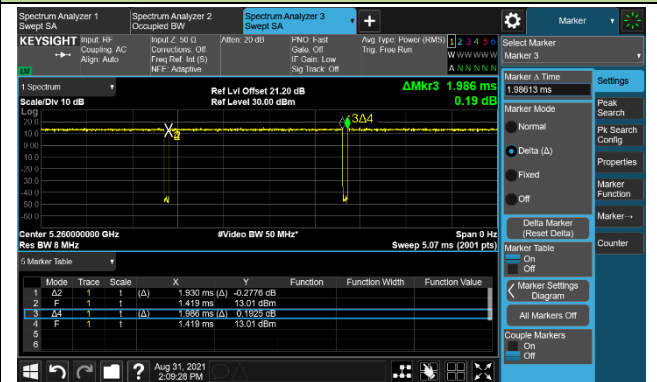 Spectrum Analyzer 1
Swept SA
Spectrum Analyzer 2
Occupied BW
Spectrum Analyzer 3
Swept SA
Marker
KEYSIGHT
Input: RF
Coupling: AC
Align: Auto
Input Z: 50 Ω
Corrections: Off
Freq Ref: Int (S)
NFE: Adaptive
Atten: 20 dB
PNO: Fast
Gate: Off
IF Gain: Low
Sig Track: Off
Avg Type: Power (RMS)
Trig: Free Run
1 2 3 4 5 6
W W W W W W
A N N N N N
LW
Select Marker
Marker 3
Marker Δ Time
1.98613 ms
Marker Mode
Normal
Delta (Δ)
Fixed
Off
Delta Marker
(Reset Delta)
Marker Table
On
Off
Marker Settings
Diagram
All Markers Off
Couple Markers
On
Off
Settings
Peak
Search
Pk Search
Config
Properties
Marker
Function
Marker→
Counter
1 Spectrum
Scale/Div 10 dB
Ref Lvl Offset 21.20 dB
Ref Level 30.00 dBm
ΔMkr3 1.986 ms
0.19 dB
Log
20.0
10.0
0.00
-10.0
-20.0
-30.0
-40.0
-50.0
-60.0
2
3Δ4
Center 5.260000000 GHz
Res BW 8 MHz
#Video BW 50 MHz*
Span 0 Hz
Sweep 5.07 ms (2001 pts)
5 Marker Table
Mode Trace Scale X Y Function Function Width Function Value
1 Δ2 1 t (Δ) 1.930 ms (Δ) -0.2776 dB
2 F 1 t 1.419 ms 13.01 dBm
3 Δ4 1 t (Δ) 1.986 ms (Δ) 0.1925 dB
4 F 1 t 1.419 ms 13.01 dBm
5
6
?
Aug 31, 2021
2:09:28 PM